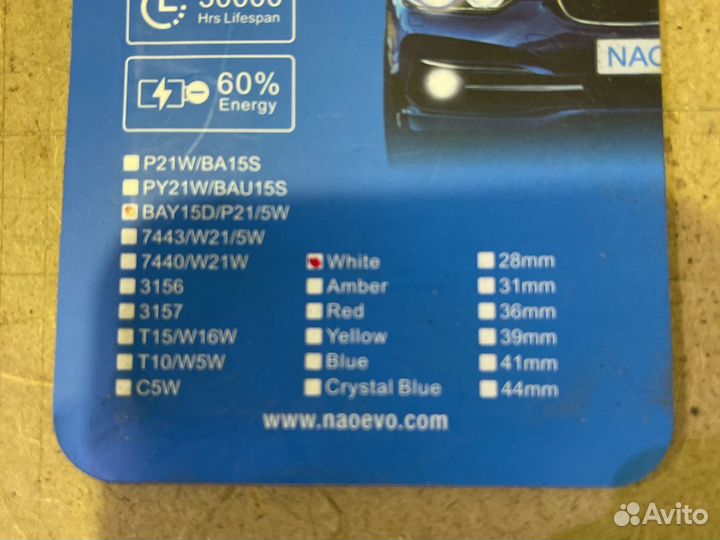 Hrs Lifespan
60%
Energy
NAO
P21W/BA15S
PY21W/BAU15S
BAY15D/P21/5W
7443/W21/5W
7440/W21W
3156
3157
T15/W16W
T10/W5W
C5W
White
Amber
Red
Yellow
Blue
Crystal Blue
28mm
31mm
36mm
39mm
41mm
44mm
www.naoevo.com
Avito